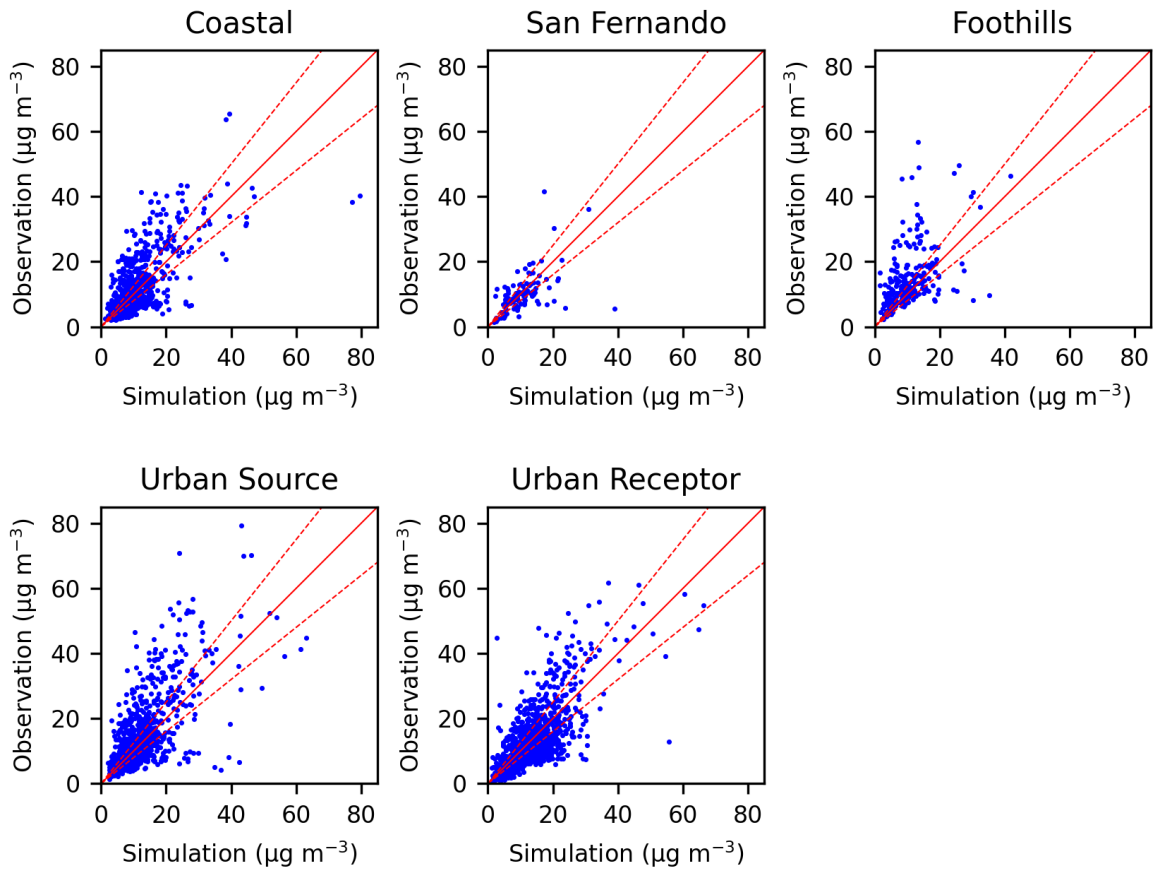 Coastal
San Fernando
Foothills
80
60
40
20
0
Observation (μg m⁻³)
0 20 40 60 80
Simulation (μg m⁻³)
80
60
40
20
0
Observation (μg m⁻³)
0 20 40 60 80
Simulation (μg m⁻³)
80
60
40
20
0
Observation (μg m⁻³)
0 20 40 60 80
Simulation (μg m⁻³)
Urban Source
Urban Receptor
80
60
40
20
0
Observation (μg m⁻³)
0 20 40 60 80
Simulation (μg m⁻³)
80
60
40
20
0
Observation (μg m⁻³)
0 20 40 60 80
Simulation (μg m⁻³)